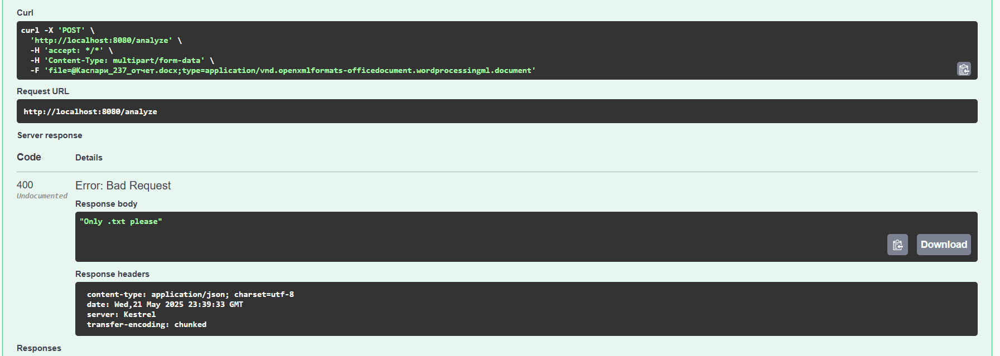 Curl
curl -X 'POST' \
'http://localhost:8080/analyze' \
-H 'accept: */*' \
-H 'Content-Type: multipart/form-data' \
-F 'file=@Каспари_237_отчет.docx;type=application/vnd.openxmlformats-officedocument.wordprocessingml.document'
Request URL
http://localhost:8080/analyze
Server response
Code Details
400 Error: Bad Request
Undocumented
Response body
"Only .txt please"
Download
Response headers
content-type: application/json; charset=utf-8
date: Wed,21 May 2025 23:39:33 GMT
server: Kestrel
transfer-encoding: chunked
Responses